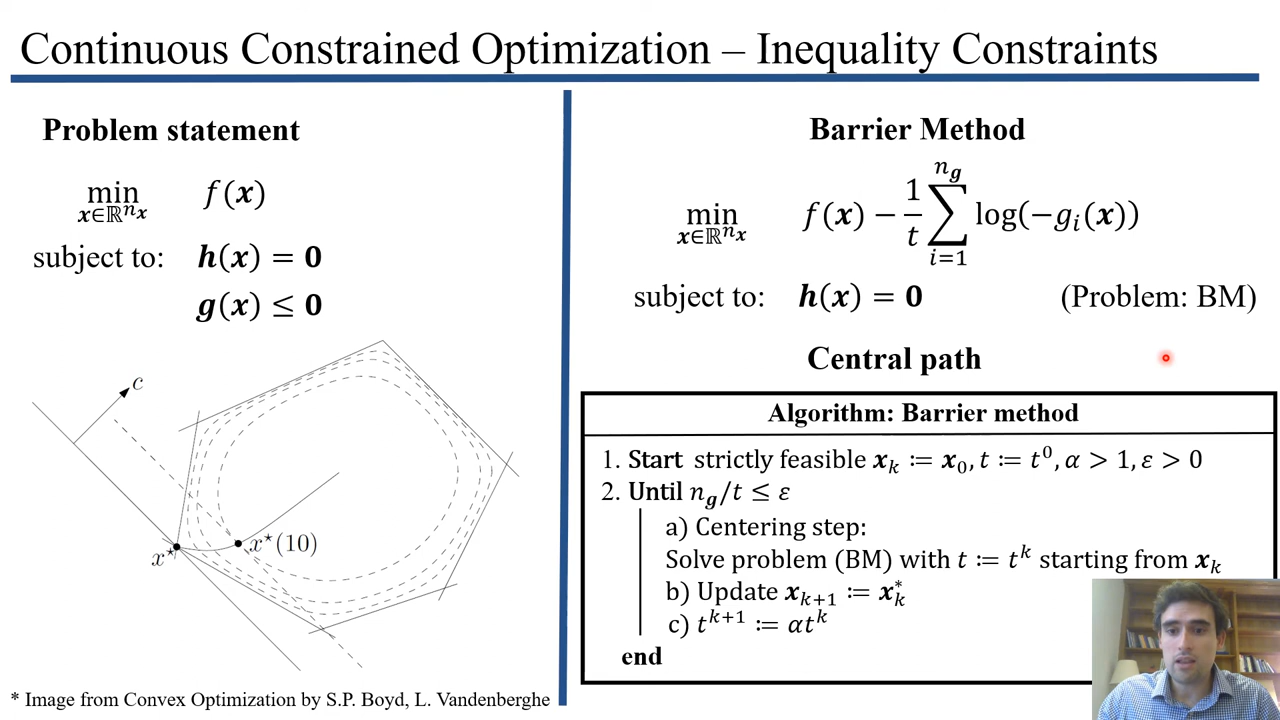 Continuous Constrained Optimization – Inequality Constraints
Problem statement
min f(x)
x∈ℝⁿˣ
subject to: h(x) = 0
g(x) ≤ 0
c
x⋆
x⋆(10)
* Image from Convex Optimization by S.P. Boyd, L. Vandenberghe
Barrier Method
min f(x) − 1/t ∑_{i=1}^{n_g} log(−g_i(x))
x∈ℝⁿˣ
subject to: h(x) = 0 (Problem: BM)
Central path
Algorithm: Barrier method
1. Start strictly feasible x_k := x_0, t := t^0, α > 1, ε > 0
2. Until n_g/t ≤ ε
a) Centering step:
Solve problem (BM) with t := t^k starting from x_k
b) Update x_{k+1} := x_k^*
c) t^{k+1} := αt^k
end